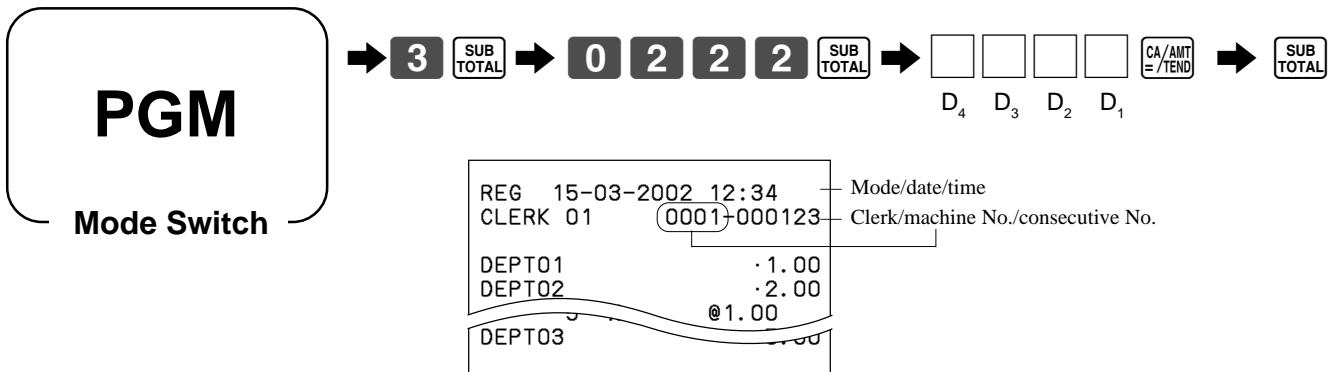 PGM
Mode Switch
3 SUB TOTAL 0 2 2 2 SUB TOTAL CA/AMT = /TEND SUB TOTAL
D4 D3 D2 D1
REG 15-03-2002 12:34 Mode/date/time
CLERK 01 0001-000123 Clerk/machine No./consecutive No.
DEPT01 ·1.00
DEPT02 ·2.00
@1.00
DEPT03